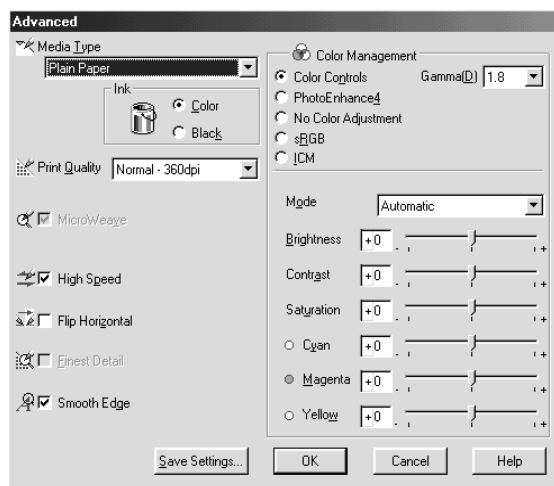 Advanced
Media Type
Plain Paper
Ink
Color
Black
Print Quality Normal - 360dpi
MicroWeave
High Speed
Flip Horizontal
Finest Detail
Smooth Edge
Color Management
Color Controls Gamma(D) 1.8
PhotoEnhance4
No Color Adjustment
sRGB
ICM
Mode Automatic
Brightness +0 - +
Contrast +0 - +
Saturation +0 - +
Cyan +0 - +
Magenta +0 - +
Yellow +0 - +
Save Settings... OK Cancel Help